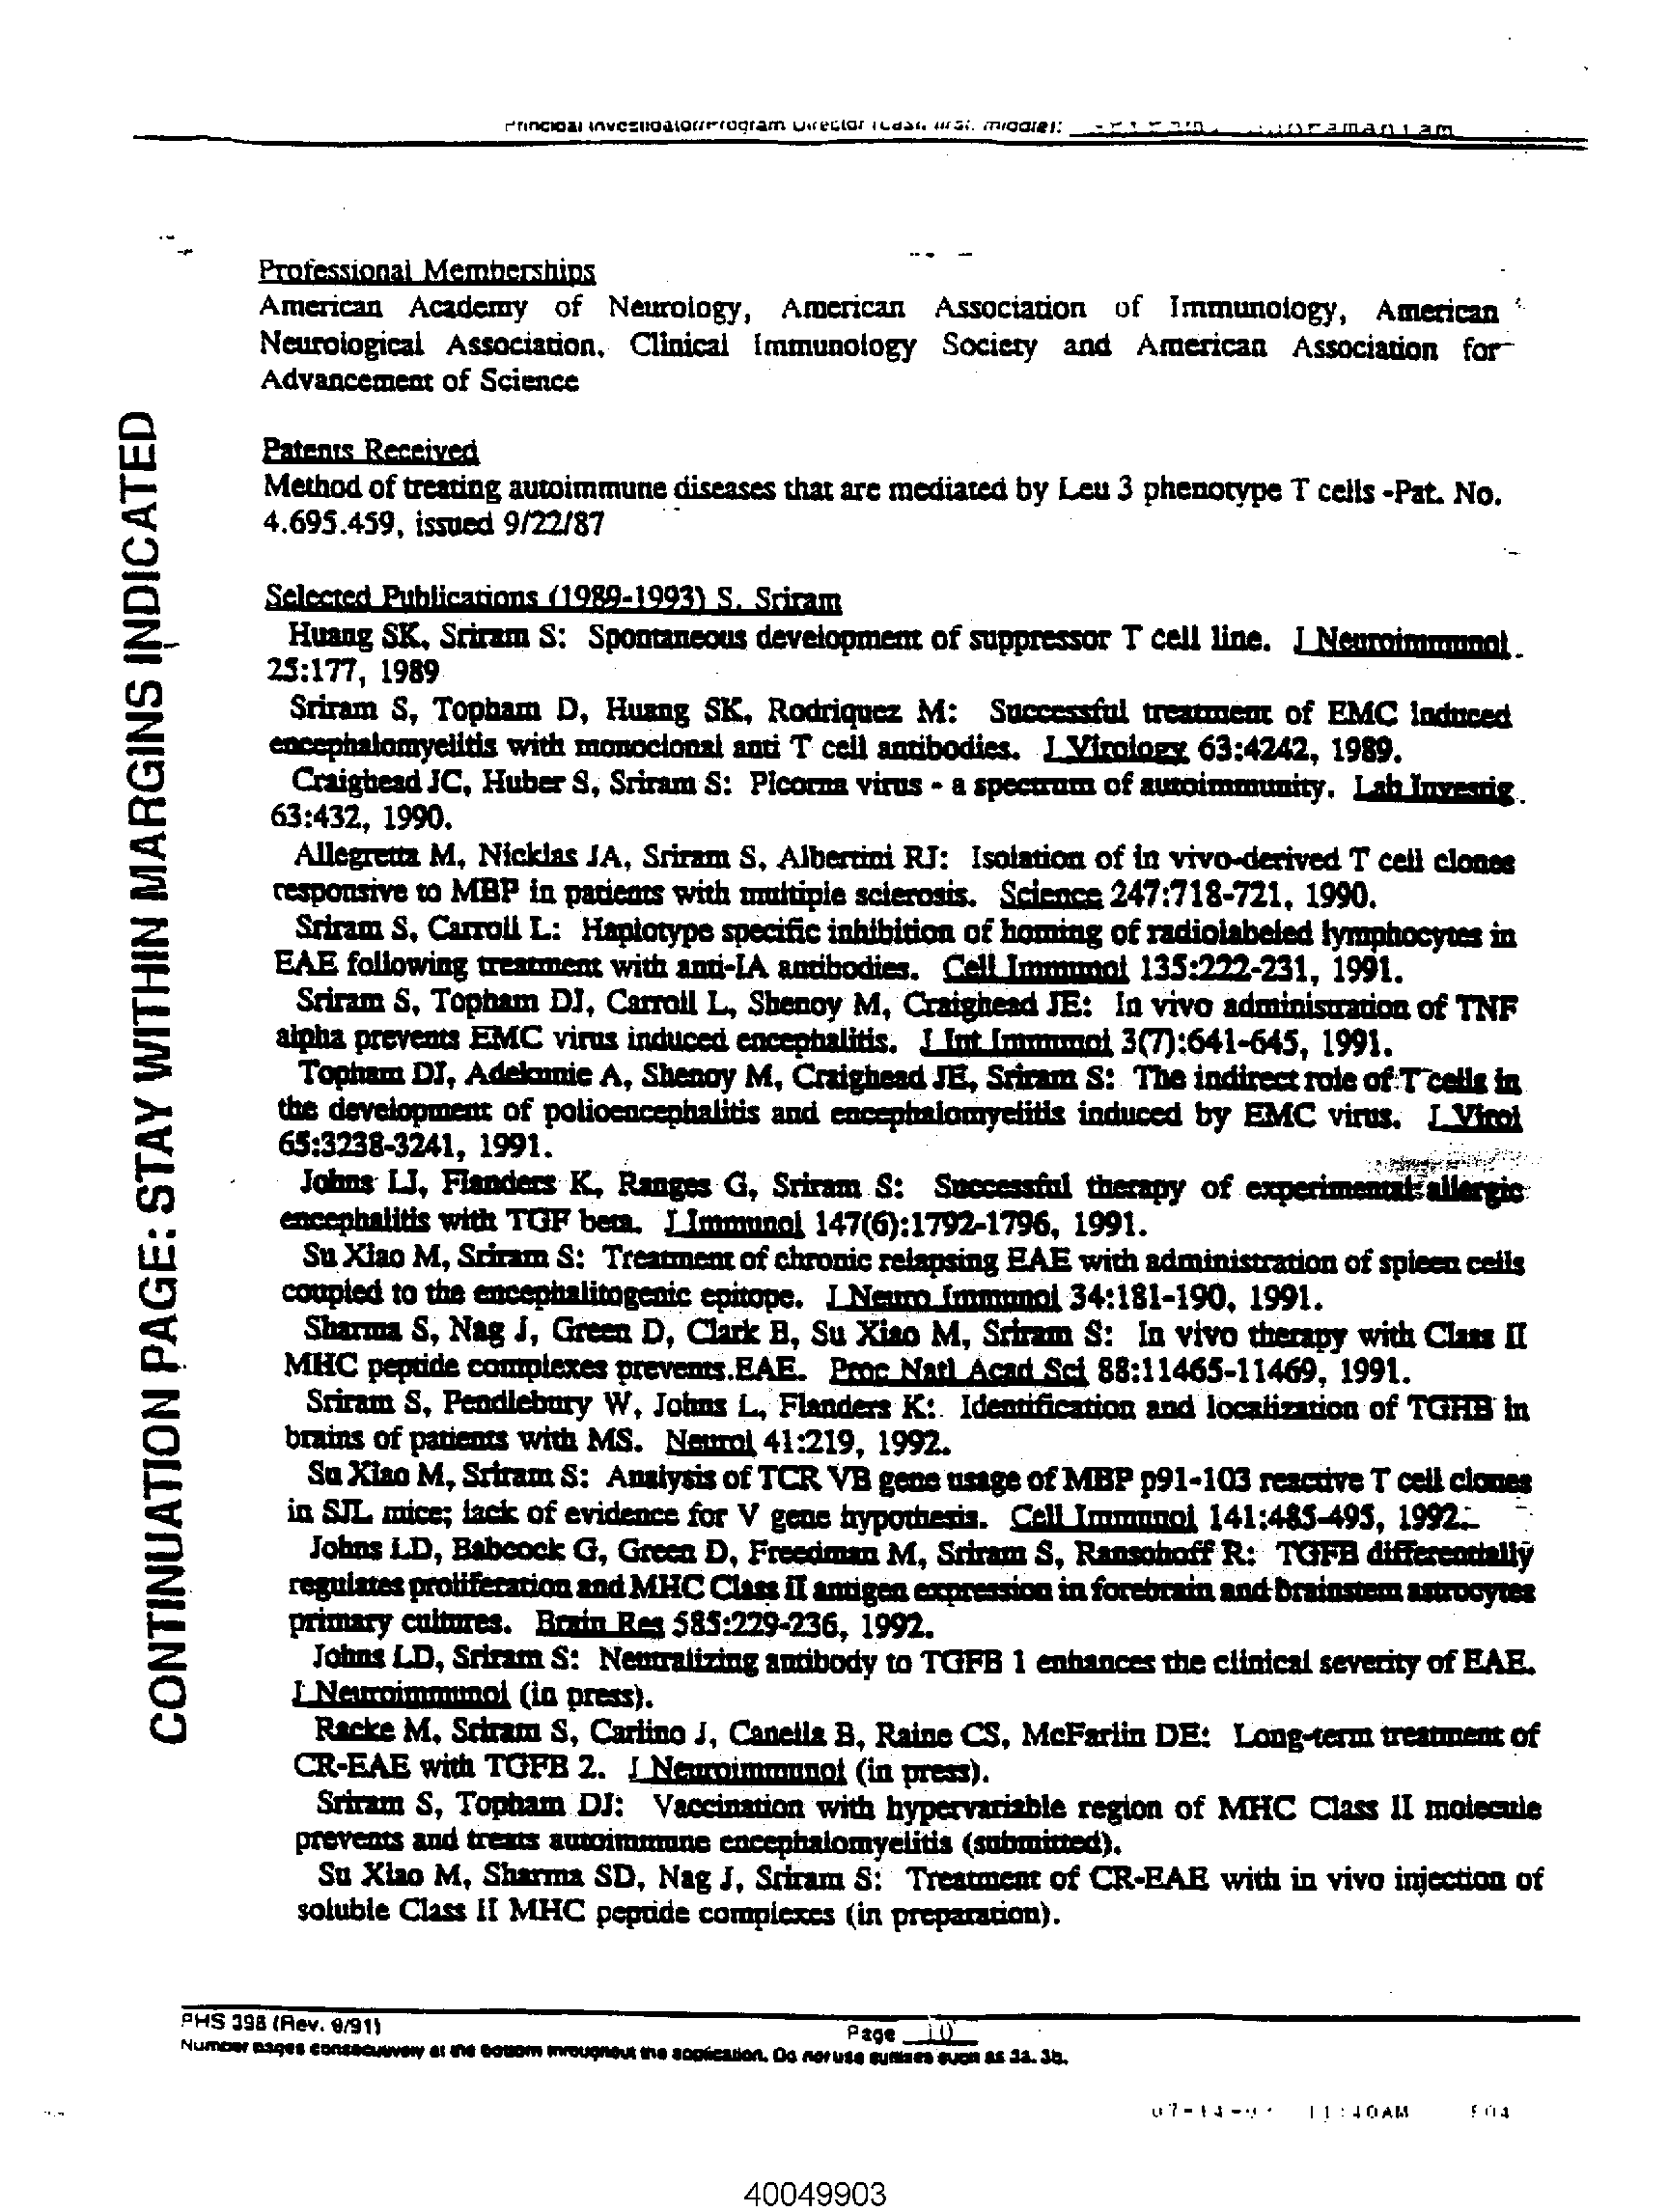 Principal Investigator/Program Director (Last, first, middle):
Professional Memberships
American Academy of Neurology, American Association of Immunology, American
Neurological Association, Clinical Immunology Society and American Association for
Advancement of Science
Patents Received
Method of treating autoimmune diseases that are mediated by Leu 3 phenotype T cells -Pat. No.
4.695.459, issued 9/22/87
Selected Publications (1989-1993) S. Sriram
Huang SK, Sriram S: Spontaneous development of suppressor T cell line. J Neuroimmunol.
25:177, 1989
Sriram S, Topham D, Huang SK, Rodriquez M: Successful treatment of EMC induced
encephalomyelitis with monoclonal anti T cell antibodies. J Virology 63:4242, 1989.
Craighead JC, Huber S, Sriram S: Picorna virus - a spectrum of autoimmunity. Lab Investig.
63:432, 1990.
Allegretta M, Nicklas JA, Sriram S, Albertini RJ: Isolation of in vivo-derived T cell clones
responsive to MBP in patients with multiple sclerosis. Science 247:718-721, 1990.
Sriram S, Carroll L: Haplotype specific inhibition of homing of radiolabeled lymphocytes in
EAE following treatment with anti-IA antibodies. Cell Immunol 135:222-231, 1991.
Sriram S, Topham DJ, Carroll L, Shenoy M, Craighead JE: In vivo administration of TNF
alpha prevents EMC virus induced encephalitis. J Int Immunol 3(7):641-645, 1991.
Topham DJ, Adekunie A, Shenoy M, Craighead JE, Sriram S: The indirect role of T cells in
the development of polioencephalitis and encephalomyelitis induced by EMC virus. J Virol
65:3238-3241, 1991.
Johns LJ, Flanders K, Ranges G, Sriram S: Successful therapy of experimental allergic
encephalitis with TGF beta. J Immunol 147(6):1792-1796, 1991.
Su Xiao M, Sriram S: Treatment of chronic relapsing EAE with administration of spleen cells
coupled to the encephalitogenic epitope. J Neuro Immunol 34:181-190, 1991.
Sharma S, Nag J, Green D, Clark B, Su Xiao M, Sriram S: In vivo therapy with Class II
MHC peptide complexes prevents.EAE. Proc Natl Acad Sci 88:11465-11469, 1991.
Sriram S, Pendlebury W, Johns L, Flanders K: Identification and localization of TGHB in
brains of patients with MS. Neurol 41:219, 1992.
Su Xiao M, Sriram S: Analysis of TCR VB gene usage of MBP p91-103 reactive T cell clones
in SJL mice; lack of evidence for V gene hypothesis. Cell Immunol 141:485-495, 1992.
Johns LD, Babcock G, Green D, Freedman M, Sriram S, Ransohoff R: TGFB differentially
regulates proliferation and MHC Class II antigen expression in forebrain and brainstem astrocytes
primary cultures. Brain Res 585:229-236, 1992.
Johns LD, Sriram S: Neutralizing antibody to TGFB 1 enhances the clinical severity of EAE.
J Neuroimmunol (in press).
Racke M, Sriram S, Carlino J, Canella B, Raine CS, McFarlin DE: Long-term treatment of
CR-EAE with TGFB 2. J Neuroimmunol (in press).
Sriram S, Topham DJ: Vaccination with hypervariable region of MHC Class II molecule
prevents and treats autoimmune encephalomyelitis (submitted).
Su Xiao M, Sharma SD, Nag J, Sriram S: Treatment of CR-EAE with in vivo injection of
soluble Class II MHC peptide complexes (in preparation).
CONTINUATION PAGE: STAY WITHIN MARGINS INDICATED
PHS 398 (Rev. 9/91)
Page 10
Number pages consecutively at the bottom throughout the application. Do not use suffixes such as 3a, 3b.
11:40AM
40049903